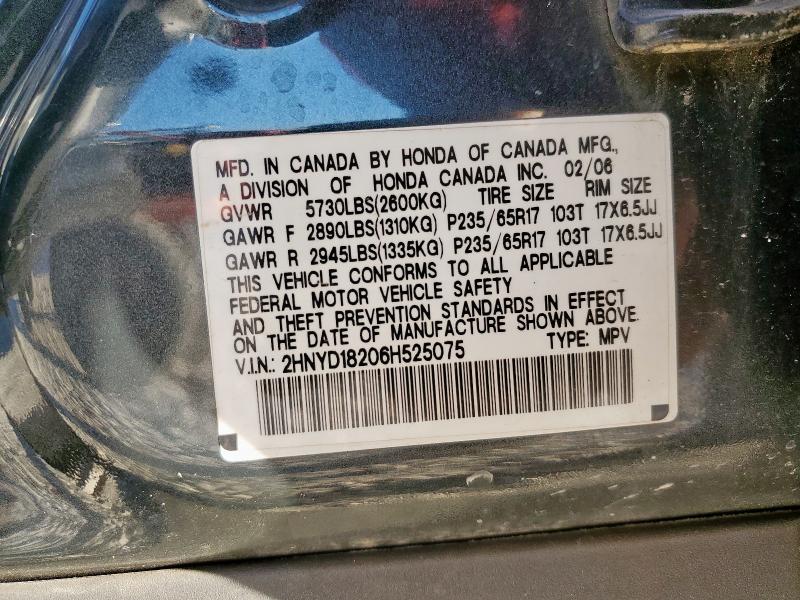 MFD. IN CANADA BY HONDA OF CANADA MFG.,
A DIVISION OF HONDA CANADA INC. 02/06
GVWR 5730LBS(2600KG) TIRE SIZE RIM SIZE
GAWR F 2890LBS(1310KG) P235/65R17 103T 17X6.5JJ
GAWR R 2945LBS(1335KG) P235/65R17 103T 17X6.5JJ
THIS VEHICLE CONFORMS TO ALL APPLICABLE
FEDERAL MOTOR VEHICLE SAFETY
AND THEFT PREVENTION STANDARDS IN EFFECT
ON THE DATE OF MANUFACTURE SHOWN ABOVE.
V.I.N.: 2HNYD18206H525075 TYPE: MPV